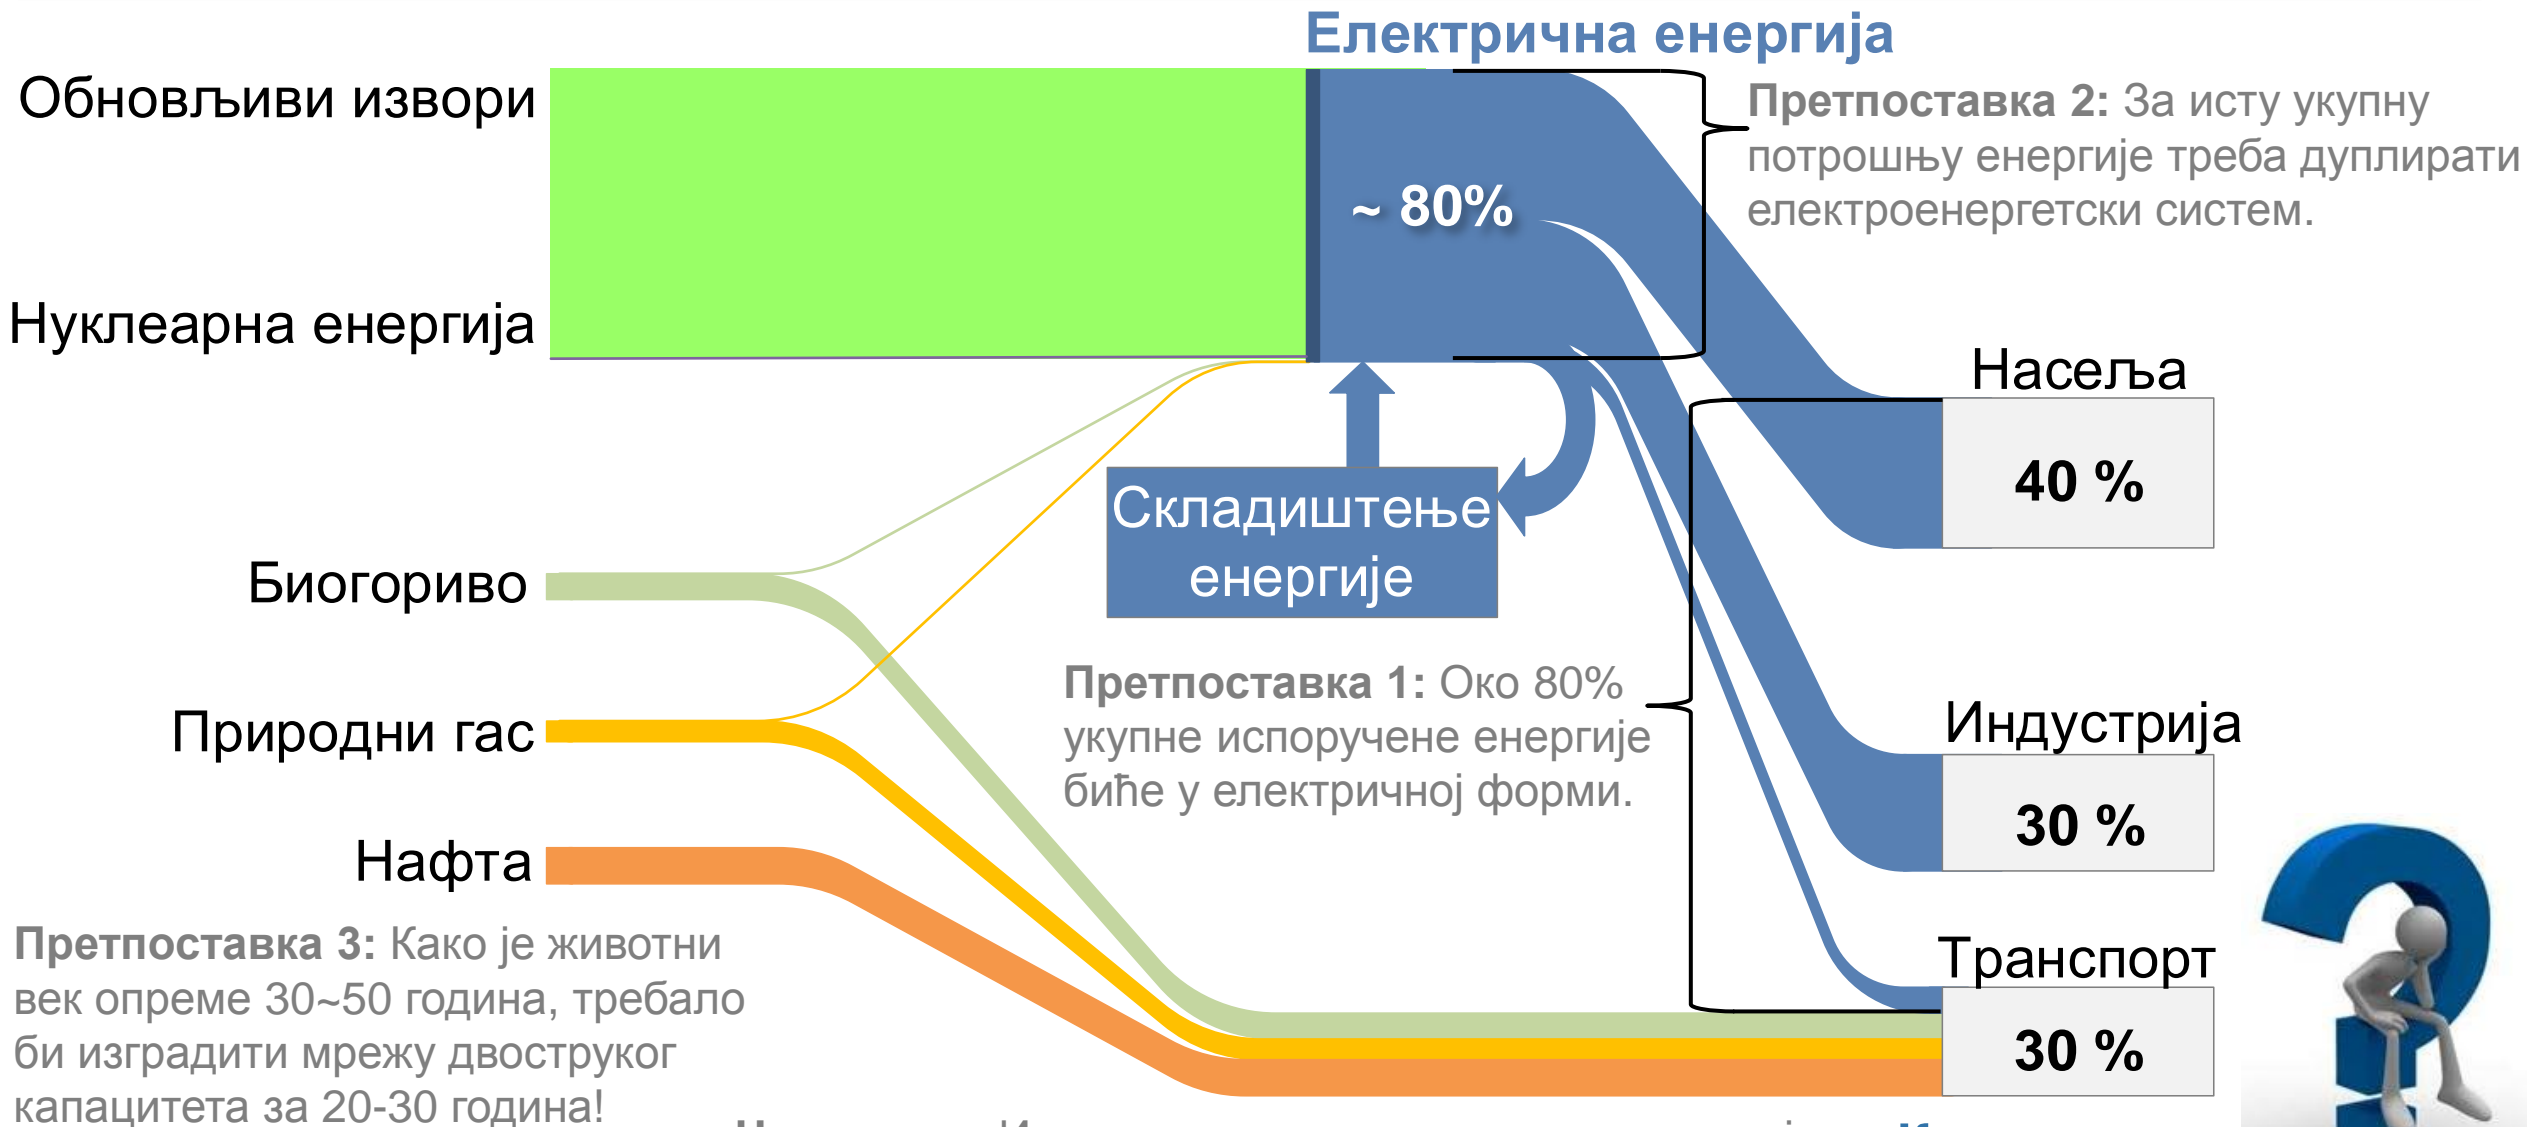 Електрична енергија
Обновљиви извори
Претпоставка 2: За исту укупну
потрошњу енергије треба дуплирати
електроенергетски систем.
~ 80%
Нуклеарна енергија
Насеља
40 %
Складиштење
енергије
Биогориво
Претпоставка 1: Око 80%
укупне испоручене енергије
биће у електричној форми.
Природни гас
Индустрија
30 %
Нафта
Претпоставка 3: Како је животни
век опреме 30~50 година, требало
би изградити мрежу двоструког
капацитета за 20-30 година!
Транспорт
30 %